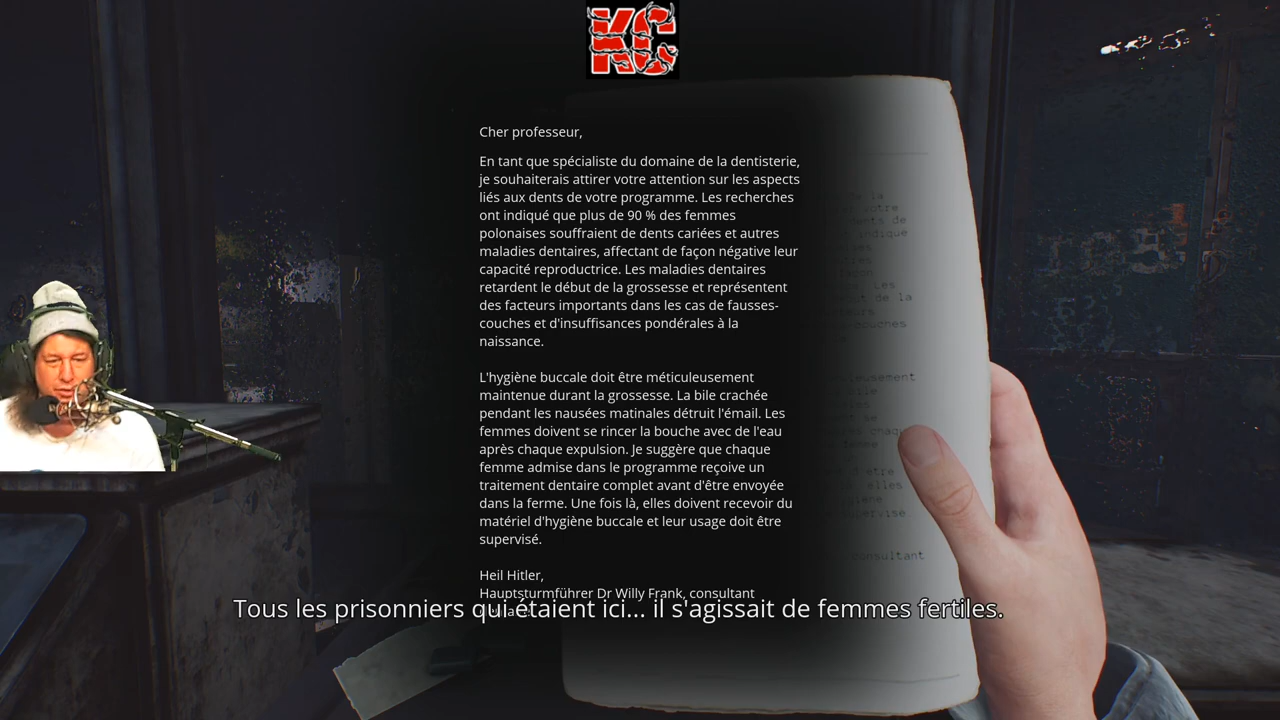 KC
Cher professeur,
En tant que spécialiste du domaine de la dentisterie,
je souhaiterais attirer votre attention sur les aspects
liés aux dents de votre programme. Les recherches
ont indiqué que plus de 90 % des femmes
polonaises souffraient de dents cariées et autres
maladies dentaires, affectant de façon négative leur
capacité reproductrice. Les maladies dentaires
retardent le début de la grossesse et représentent
des facteurs importants dans les cas de fausses-
couches et d'insuffisances pondérales à la
naissance.
L'hygiène buccale doit être méticuleusement
maintenue durant la grossesse. La bile crachée
pendant les nausées matinales détruit l'émail. Les
femmes doivent se rincer la bouche avec de l'eau
après chaque expulsion. Je suggère que chaque
femme admise dans le programme reçoive un
traitement dentaire complet avant d'être envoyée
dans la ferme. Une fois là, elles doivent recevoir du
matériel d'hygiène buccale et leur usage doit être
supervisé.
Heil Hitler,
Hauptsturmführer Dr Willy Frank, consultant
Tous les prisonniers qui étaient ici... il s'agissait de femmes fertiles.